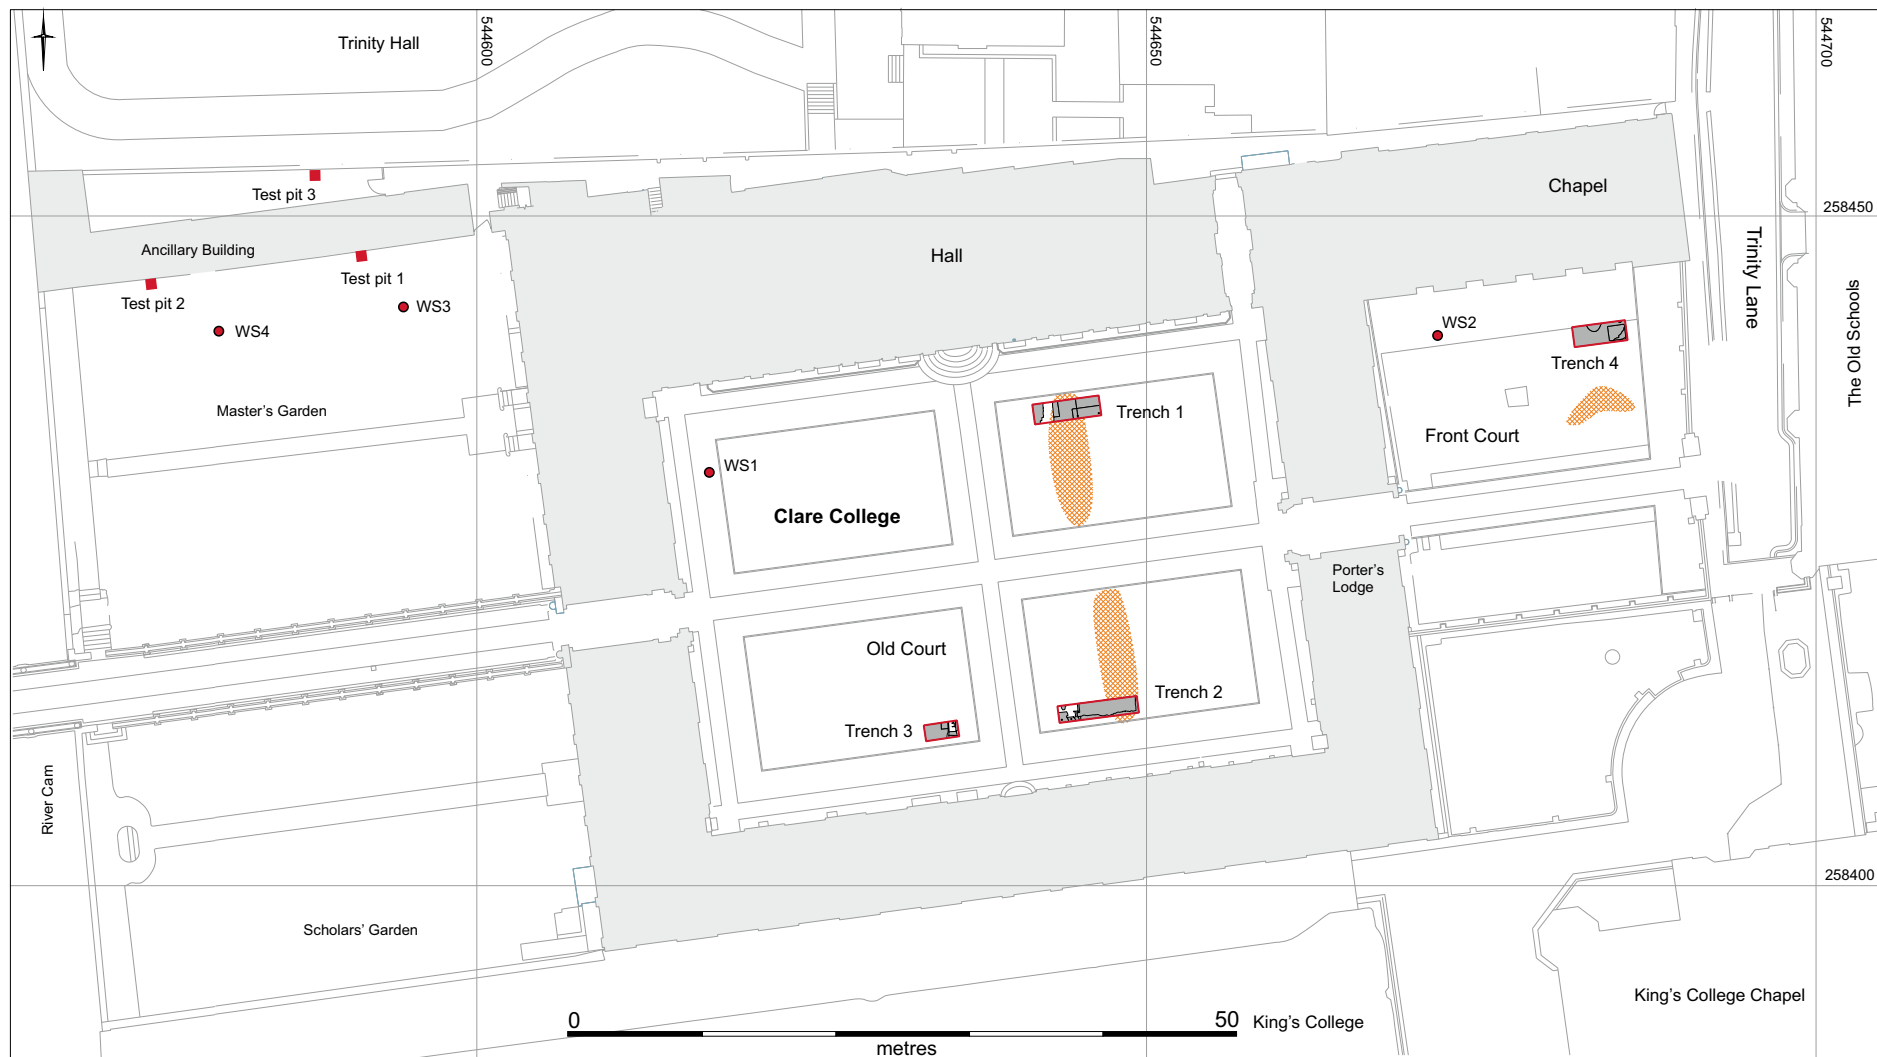 544600
544650
544700
Trinity Hall
Test pit 3
Chapel
258450
Ancillary Building
Hall
Trinity Lane
The Old Schools
Test pit 1
Test pit 2
WS3
WS4
WS2
Trench 4
Master's Garden
Trench 1
Front Court
WS1
Clare College
Porter's
Lodge
Old Court
Trench 2
Trench 3
River Cam
258400
Scholars' Garden
King's College Chapel
0
50
King's College
metres